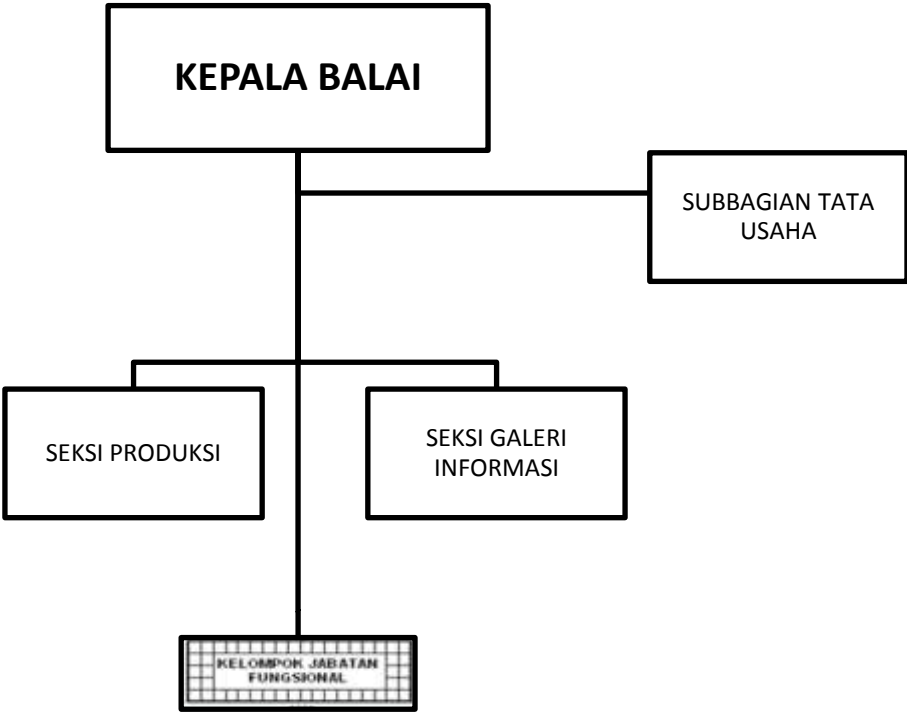 KEPALA BALAI
SUBBAGIAN TATA
USAHA
SEKSI PRODUKSI
SEKSI GALERI
INFORMASI
KELOMPOK JABATAN
FUNGSIONAL